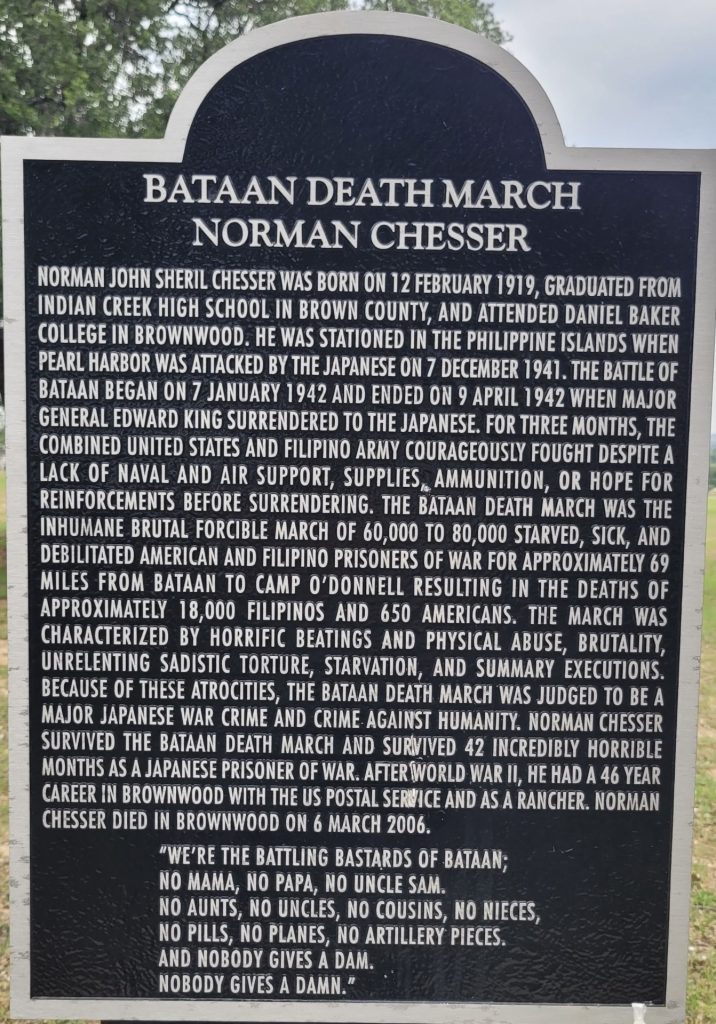 BATAAN DEATH MARCH
NORMAN CHESSER
NORMAN JOHN SHERIL CHESSER WAS BORN ON 12 FEBRUARY 1919, GRADUATED FROM
INDIAN CREEK HIGH SCHOOL IN BROWN COUNTY, AND ATTENDED DANIEL BAKER
COLLEGE IN BROWNWOOD. HE WAS STATIONED IN THE PHILIPPINE ISLANDS WHEN
PEARL HARBOR WAS ATTACKED BY THE JAPANESE ON 7 DECEMBER 1941. THE BATTLE OF
BATAAN BEGAN ON 7 JANUARY 1942 AND ENDED ON 9 APRIL 1942 WHEN MAJOR
GENERAL EDWARD KING SURRENDERED TO THE JAPANESE. FOR THREE MONTHS, THE
COMBINED UNITED STATES AND FILIPINO ARMY COURAGEOUSLY FOUGHT DESPITE A
LACK OF NAVAL AND AIR SUPPORT, SUPPLIES, AMMUNITION, OR HOPE FOR
REINFORCEMENTS BEFORE SURRENDERING. THE BATAAN DEATH MARCH WAS THE
INHUMANE BRUTAL FORCIBLE MARCH OF 60,000 TO 80,000 STARVED, SICK, AND
DEBILITATED AMERICAN AND FILIPINO PRISONERS OF WAR FOR APPROXIMATELY 69
MILES FROM BATAAN TO CAMP O'DONNELL RESULTING IN THE DEATHS OF
APPROXIMATELY 18,000 FILIPINOS AND 650 AMERICANS. THE MARCH WAS
CHARACTERIZED BY HORRIFIC BEATINGS AND PHYSICAL ABUSE, BRUTALITY,
UNRELENTING SADISTIC TORTURE, STARVATION, AND SUMMARY EXECUTIONS.
BECAUSE OF THESE ATROCITIES, THE BATAAN DEATH MARCH WAS JUDGED TO BE A
MAJOR JAPANESE WAR CRIME AND CRIME AGAINST HUMANITY. NORMAN CHESSER
SURVIVED THE BATAAN DEATH MARCH AND SURVIVED 42 INCREDIBLY HORRIBLE
MONTHS AS A JAPANESE PRISONER OF WAR. AFTER WORLD WAR II, HE HAD A 46 YEAR
CAREER IN BROWNWOOD WITH THE US POSTAL SERVICE AND AS A RANCHER. NORMAN
CHESSER DIED IN BROWNWOOD ON 6 MARCH 2006.
"WE'RE THE BATTLING BASTARDS OF BATAAN;
NO MAMA, NO PAPA, NO UNCLE SAM.
NO AUNTS, NO UNCLES, NO COUSINS, NO NIECES,
NO PILLS, NO PLANES, NO ARTILLERY PIECES.
AND NOBODY GIVES A DAM.
NOBODY GIVES A DAMN."